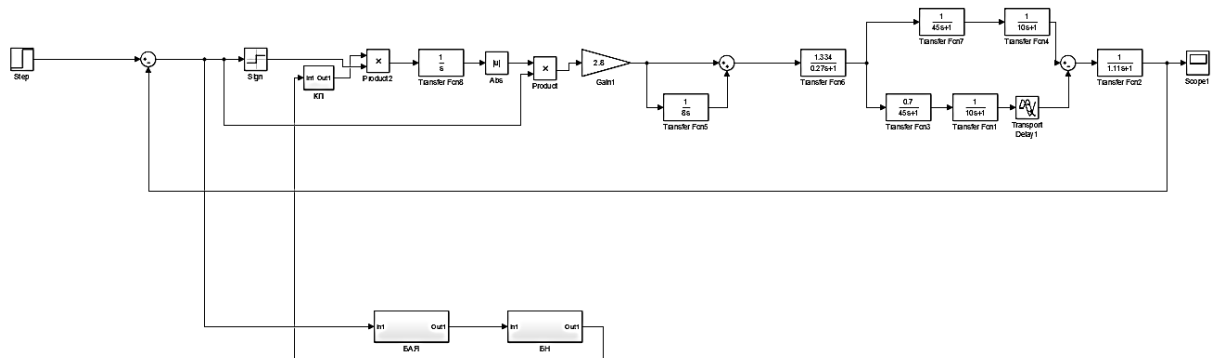 1
45s+1
Transfer Fcn7
1
10s+1
Transfer Fcn4
Step
Sign
In1 Out1
КП
×
Product2
1
s
Transfer Fcn8
|u|
Abs
×
Product
2.8
Gain1
1
8s
Transfer Fcn5
1.334
0.27s+1
Transfer Fcn6
0.7
45s+1
Transfer Fcn3
1
10s+1
Transfer Fcn1
Transport
Delay1
1
1.11s+1
Transfer Fcn2
Scope1
In1 Out1
БАЯ
In1 Out1
БН